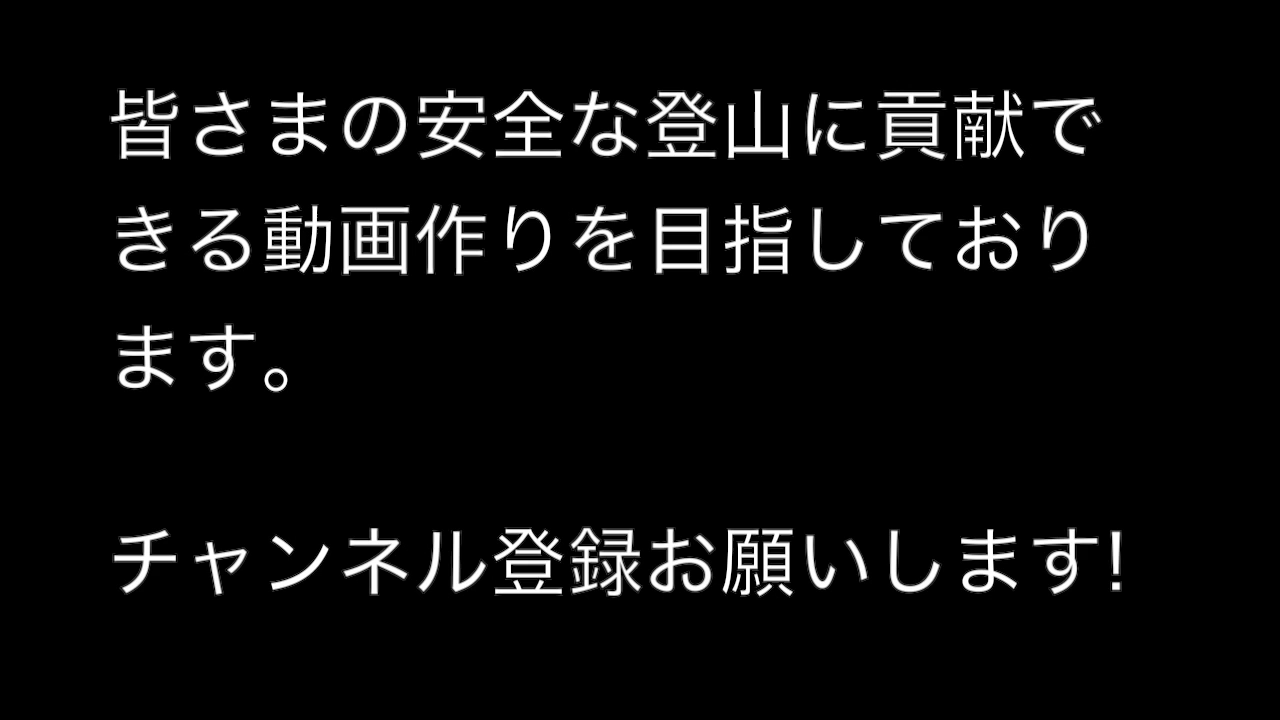 皆さまの安全な登山に貢献で
きる動画作りを目指しており
ます。
チャンネル登録お願いします!